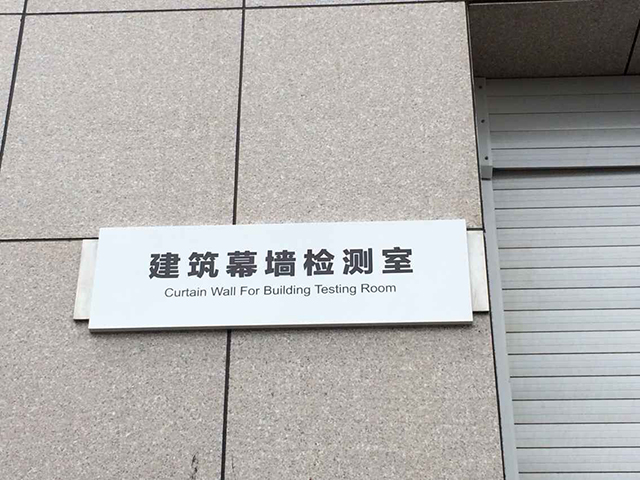 建筑幕墙检测室
Curtain Wall For Building Testing Room